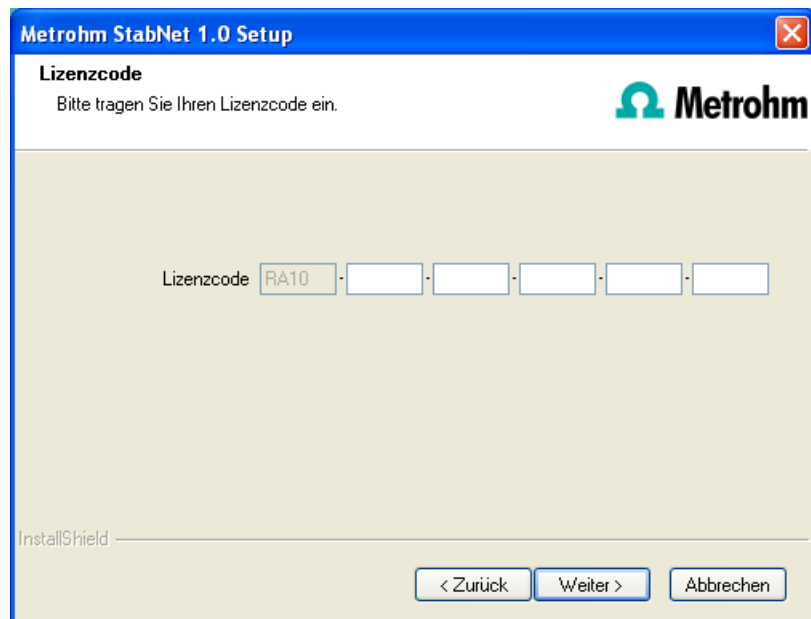 Metrohm StabNet 1.0 Setup
Lizenzcode
Bitte tragen Sie Ihren Lizenzcode ein.
Metrohm
Lizenzcode RA10 - - - - -
InstallShield
< Zurück Weiter > Abbrechen